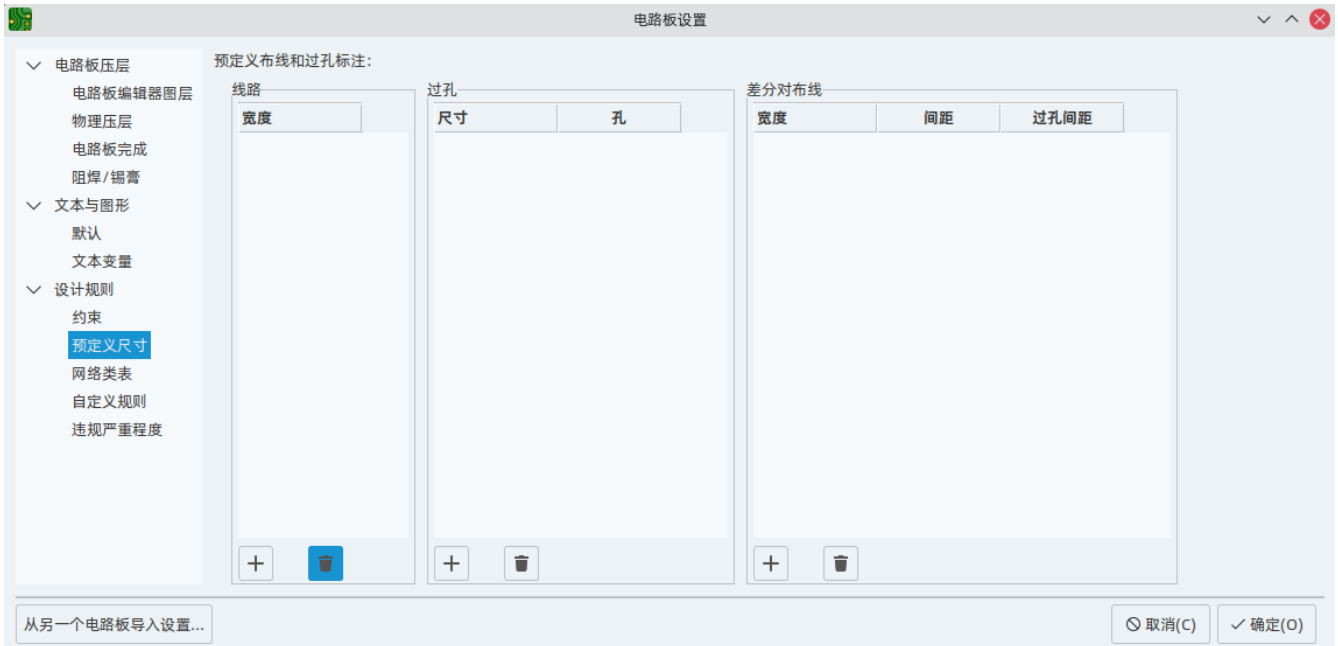 电路板设置
电路板压层
电路板编辑器图层
物理压层
电路板完成
阻焊/锡膏
文本与图形
默认
文本变量
设计规则
约束
预定义尺寸
网络类表
自定义规则
违规严重程度
预定义布线和过孔标注:
线路
宽度
过孔
尺寸 孔
差分对布线
宽度 间距 过孔间距
从另一个电路板导入设置...
取消(C) 确定(O)